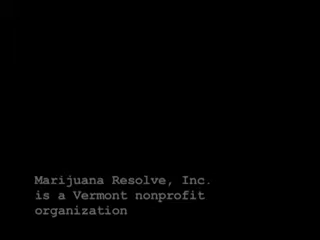 Marijuana Resolve, Inc.
is a Vermont nonprofit
organization